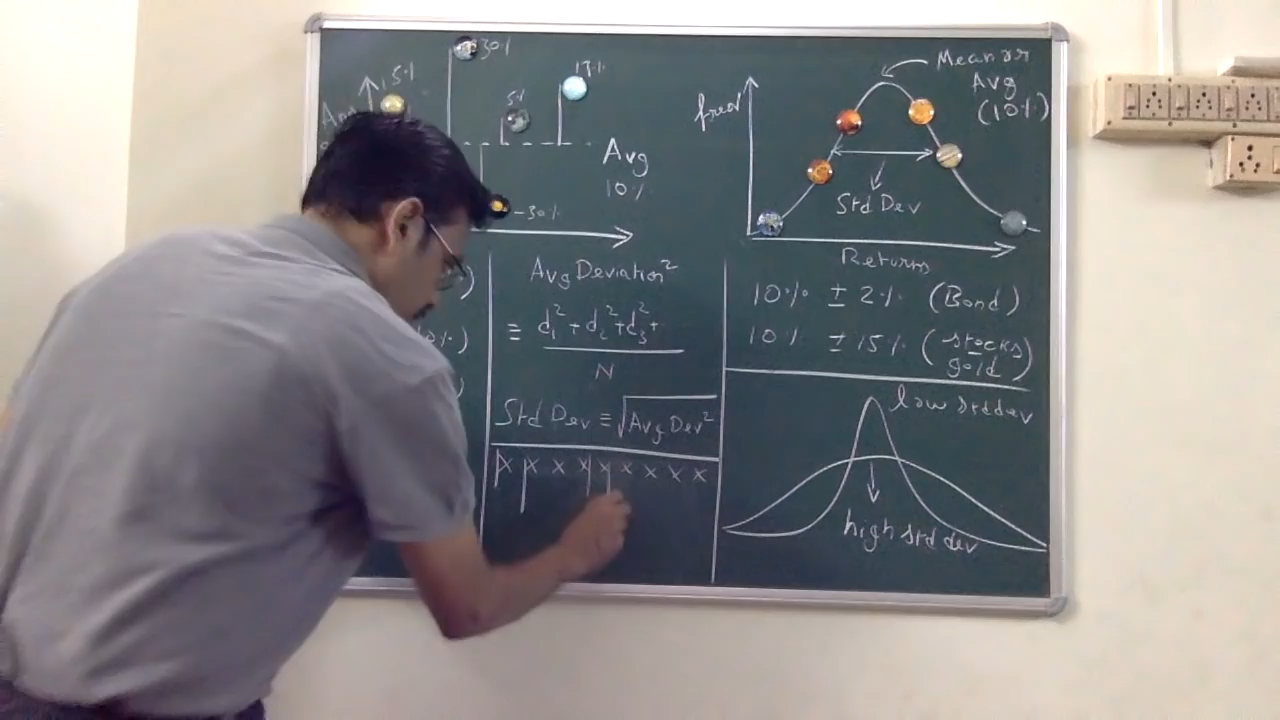 30%
15%
5%
17%
Avg
10%
-30%
Avg Deviation²
≡ d₁² + d₂² + d₃² +
N
Std Dev ≡ √Avg Dev²
x x x x x x x x x
Mean or
Avg
(10%)
Std Dev
Returns
10% ± 2% (Bond)
10% ± 15% (stocks
gold)
low std dev
high std dev